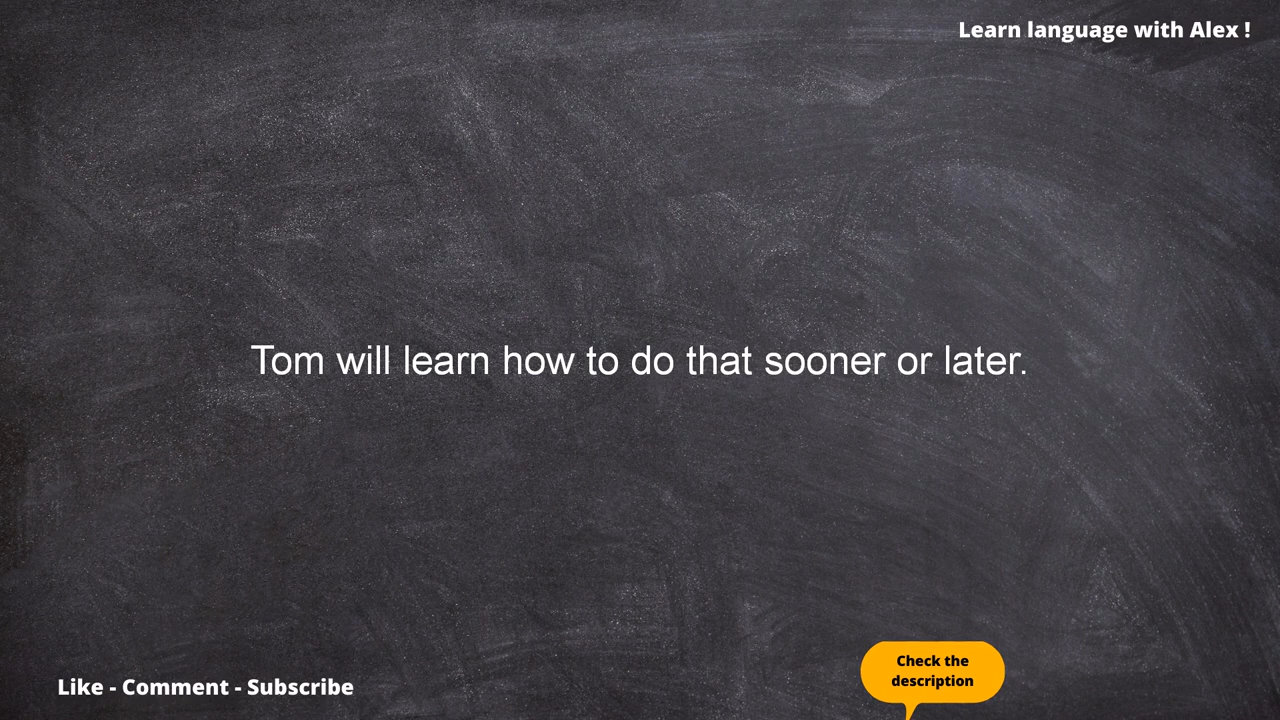 Learn language with Alex !
Tom will learn how to do that sooner or later.
Like - Comment - Subscribe
Check the
description